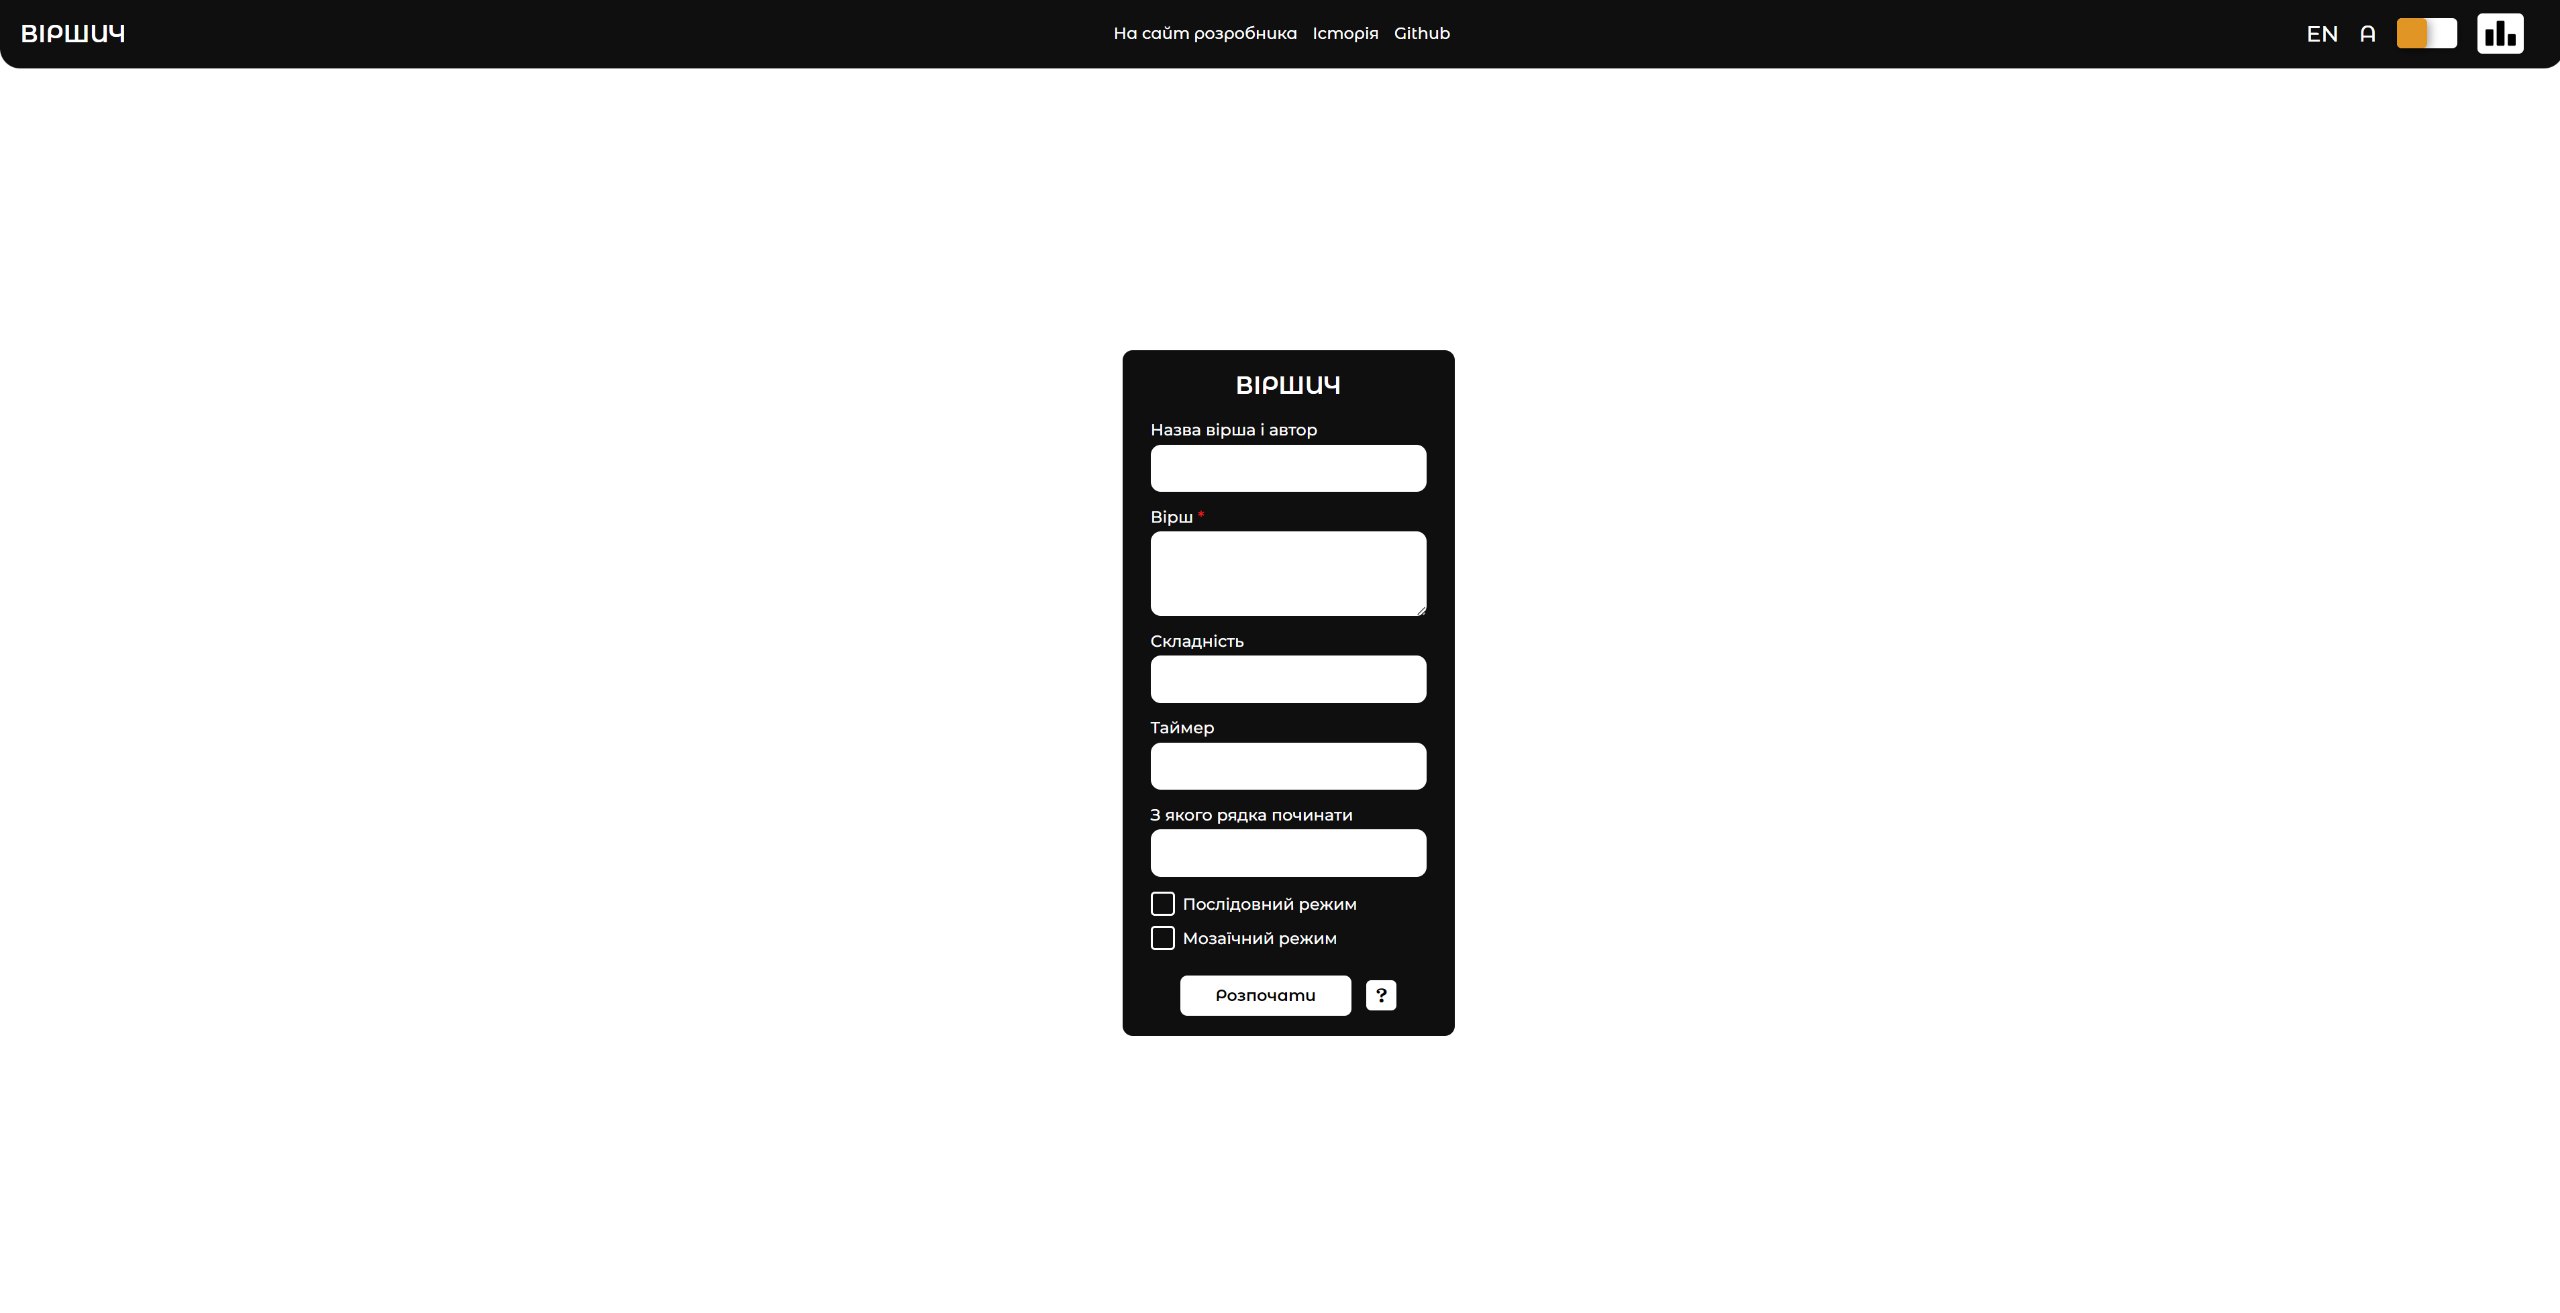 ВІРШИЧ
На сайт розробника Історія Github
EN A
ВІРШИЧ
Назва вірша і автор
Вірш *
Складність
Таймер
З якого рядка починати
Послідовний режим
Мозаїчний режим
Розпочати ?